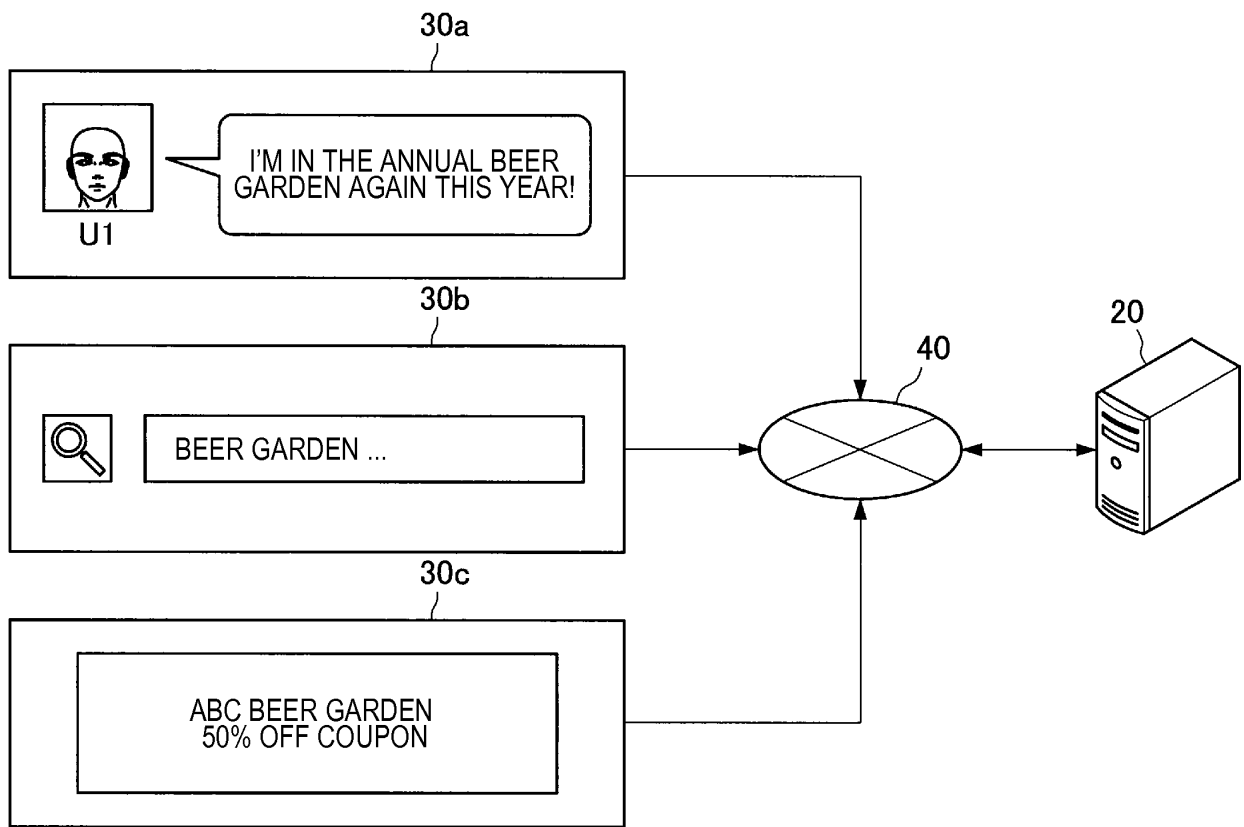 30a
I'M IN THE ANNUAL BEER
GARDEN AGAIN THIS YEAR!
U1
30b
BEER GARDEN ...
40
20
30c
ABC BEER GARDEN
50% OFF COUPON